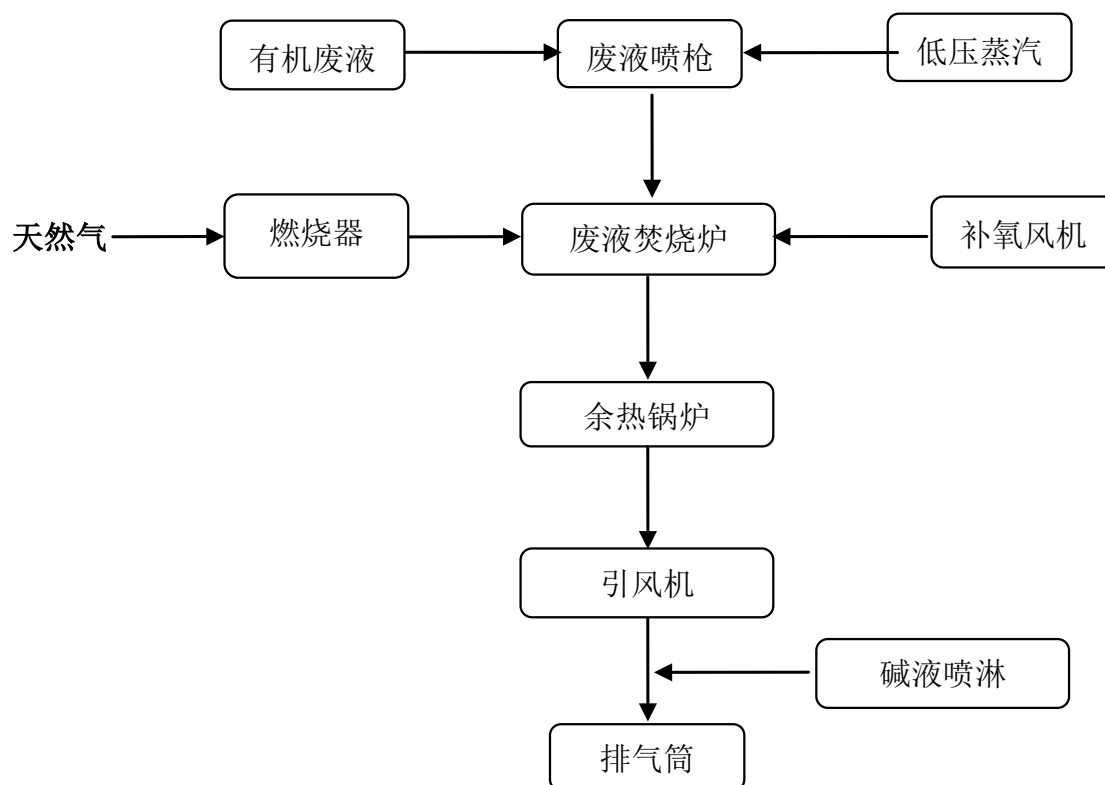 有机废液
废液喷枪
低压蒸汽
天然气
燃烧器
废液焚烧炉
补氧风机
余热锅炉
引风机
碱液喷淋
排气筒